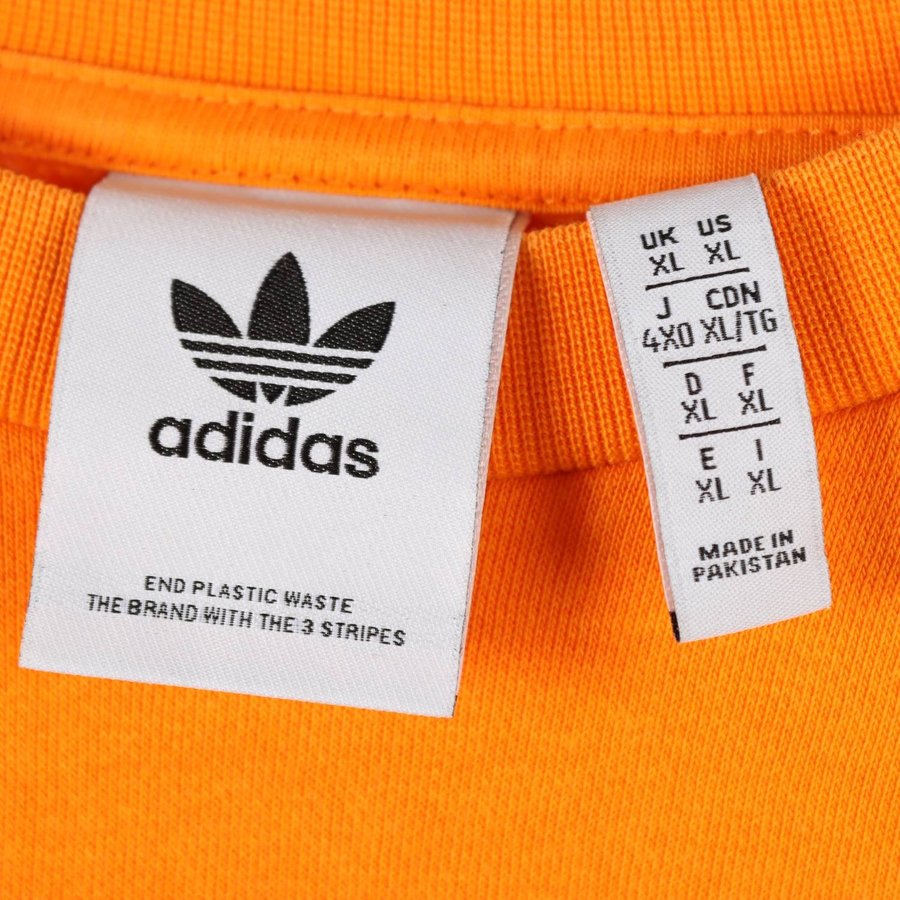 adidas
END PLASTIC WASTE
THE BRAND WITH THE 3 STRIPES
UK US
XL XL
J CDN
4XO XL/TG
D F
XL XL
E I
XL XL
MADE IN
PAKISTAN